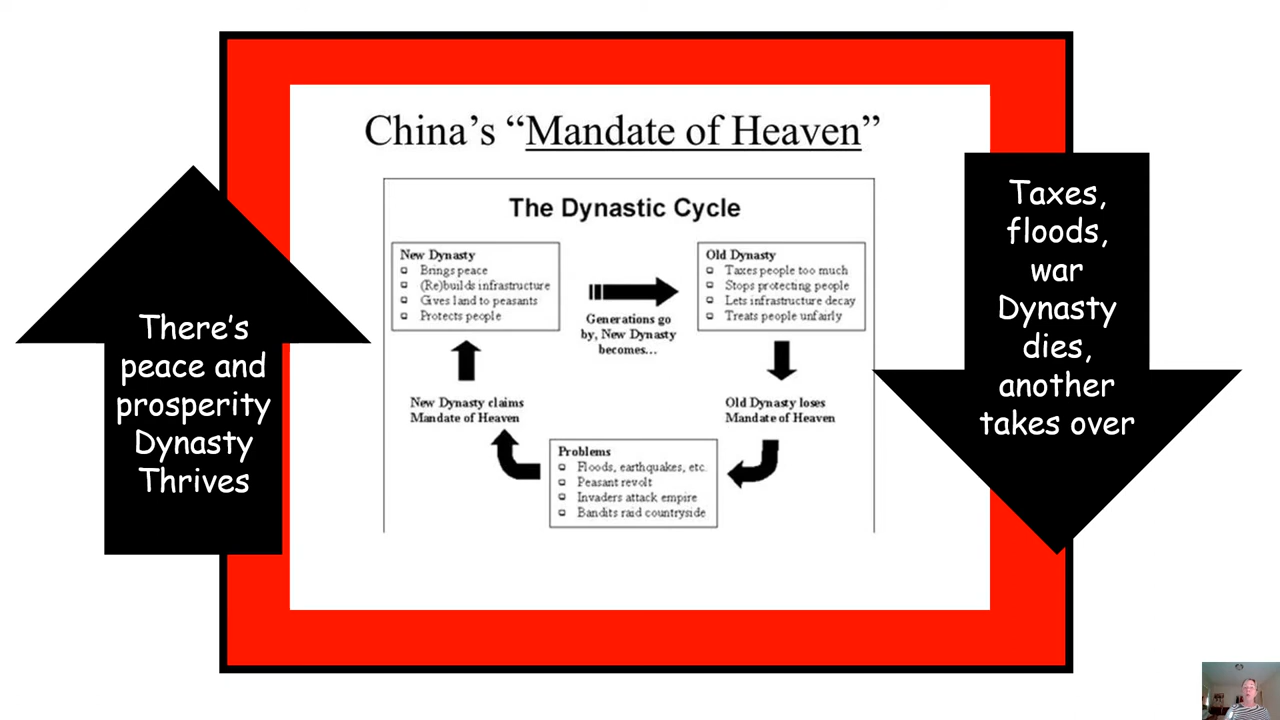 China's “Mandate of Heaven”
The Dynastic Cycle
New Dynasty
Brings peace
(Re)builds infrastructure
Gives land to peasants
Protects people
Generations go
by, New Dynasty
becomes...
Old Dynasty
Taxes people too much
Stops protecting people
Lets infrastructure decay
Treats people unfairly
Old Dynasty loses
Mandate of Heaven
Problems
Floods, earthquakes, etc.
Peasant revolt
Invaders attack empire
Bandits raid countryside
New Dynasty claims
Mandate of Heaven
There's
peace and
prosperity
Dynasty
Thrives
Taxes,
floods,
war
Dynasty
dies,
another
takes over